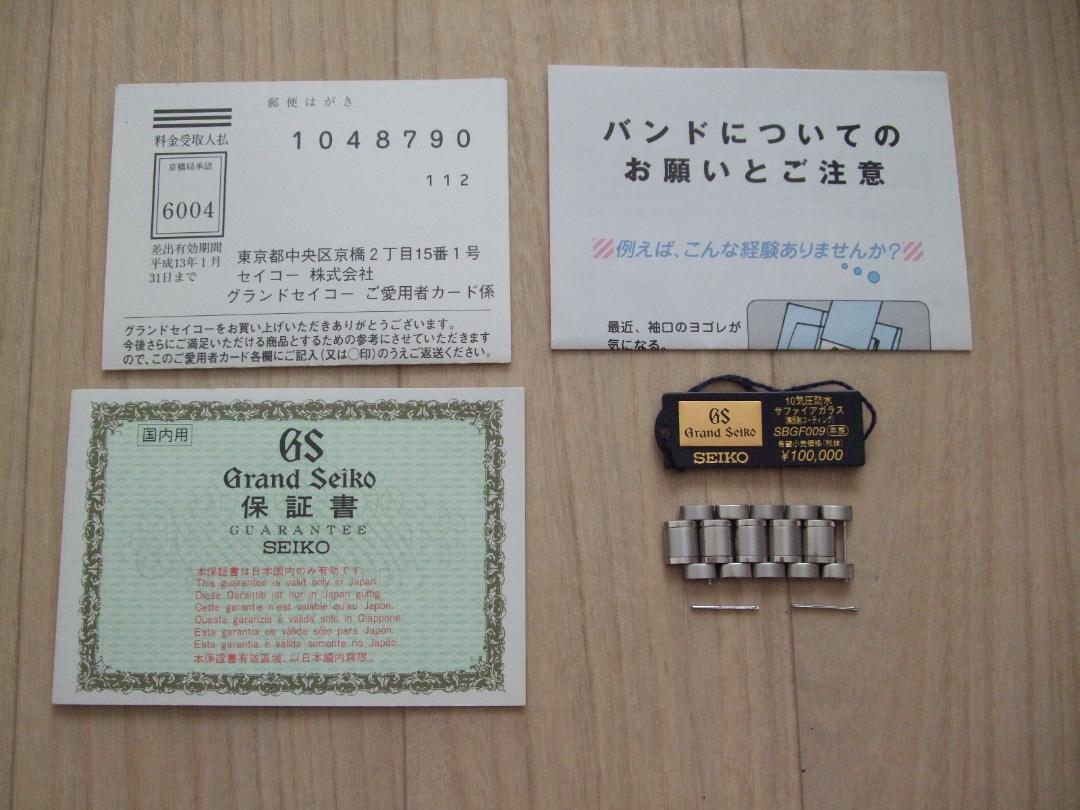 郵便はがき
料金受取人払
1048790
京橋局承認
6004
112
差出有効期間
平成13年1月
31日まで
東京都中央区京橋2丁目15番1号
セイコー 株式会社
グランドセイコー ご愛用者カード係
グランドセイコーをお買い上げいただきありがとうございます。
今後さらにご満足いただける商品とするための参考にさせていただきます
ので、このご愛用者カード各欄にご記入(又は○印)のうえご返送ください。
バンドについての
お願いとご注意
例えば、こんな経験ありませんか?
最近、袖口のヨゴレが
気になる。
国内用
GS
Grand Seiko
保証書
GUARANTEE
SEIKO
本保証書は日本国内のみ有効です。
This guarantee is valid only in Japan.
Diese Garantie ist nur in Japan gültig.
Cette garantie n'est valable qu'au Japon.
Questa garanzia é valida solo in Giappone.
Esta garantia es válida sólo para Japón.
Esta garantia é válida somente no Japão.
本保證書有效區域、以日本國内爲限。
GS
Grand Seiko
SEIKO
10気圧防水
サファイアガラス
SBGF009
希望小売価格(税抜)
¥100,000